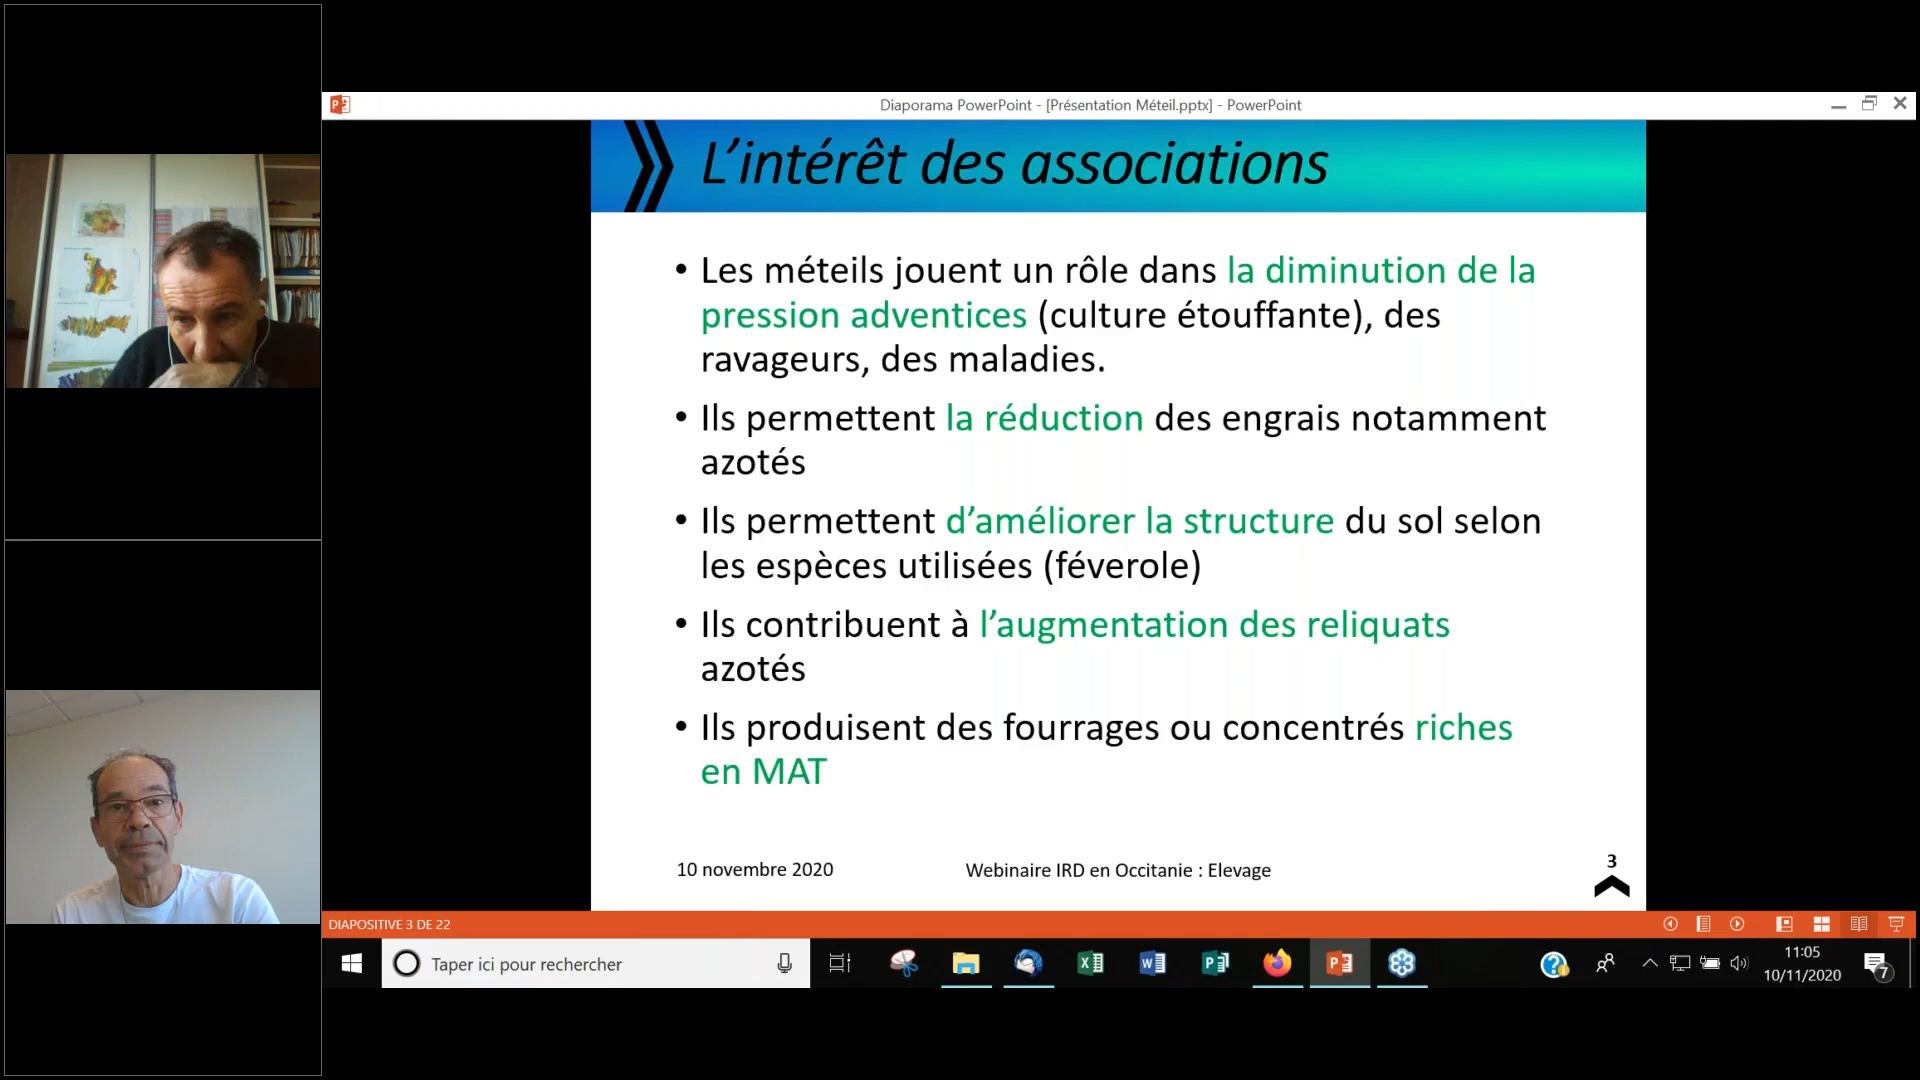 Diaporama PowerPoint - [Présentation Méteil.pptx] - PowerPoint
L’intérêt des associations
• Les méteils jouent un rôle dans la diminution de la
pression adventices (culture étouffante), des
ravageurs, des maladies.
• Ils permettent la réduction des engrais notamment
azotés
• Ils permettent d’améliorer la structure du sol selon
les espèces utilisées (féverole)
• Ils contribuent à l’augmentation des reliquats
azotés
• Ils produisent des fourrages ou concentrés riches
en MAT
10 novembre 2020
Webinaire IRD en Occitanie : Elevage
3
DIAPOSITIVE 3 DE 22
Taper ici pour rechercher
11:05
10/11/2020
7